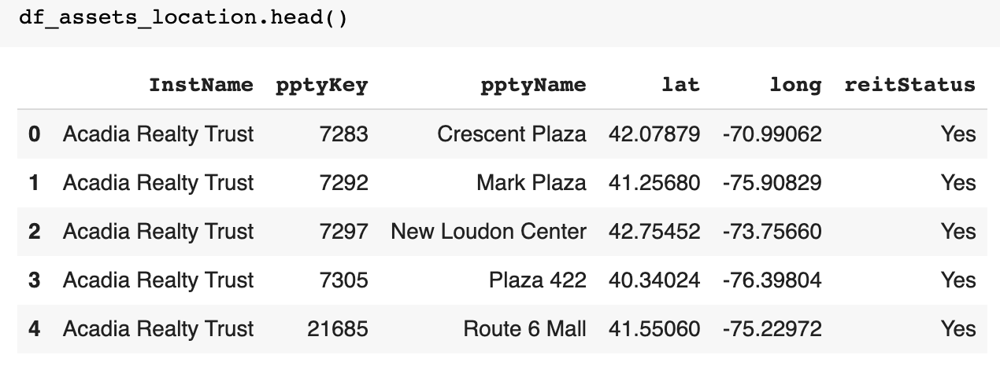 df_assets_location.head()
InstName pptyKey pptyName lat long reitStatus
0 Acadia Realty Trust 7283 Crescent Plaza 42.07879 -70.99062 Yes
1 Acadia Realty Trust 7292 Mark Plaza 41.25680 -75.90829 Yes
2 Acadia Realty Trust 7297 New Loudon Center 42.75452 -73.75660 Yes
3 Acadia Realty Trust 7305 Plaza 422 40.34024 -76.39804 Yes
4 Acadia Realty Trust 21685 Route 6 Mall 41.55060 -75.22972 Yes